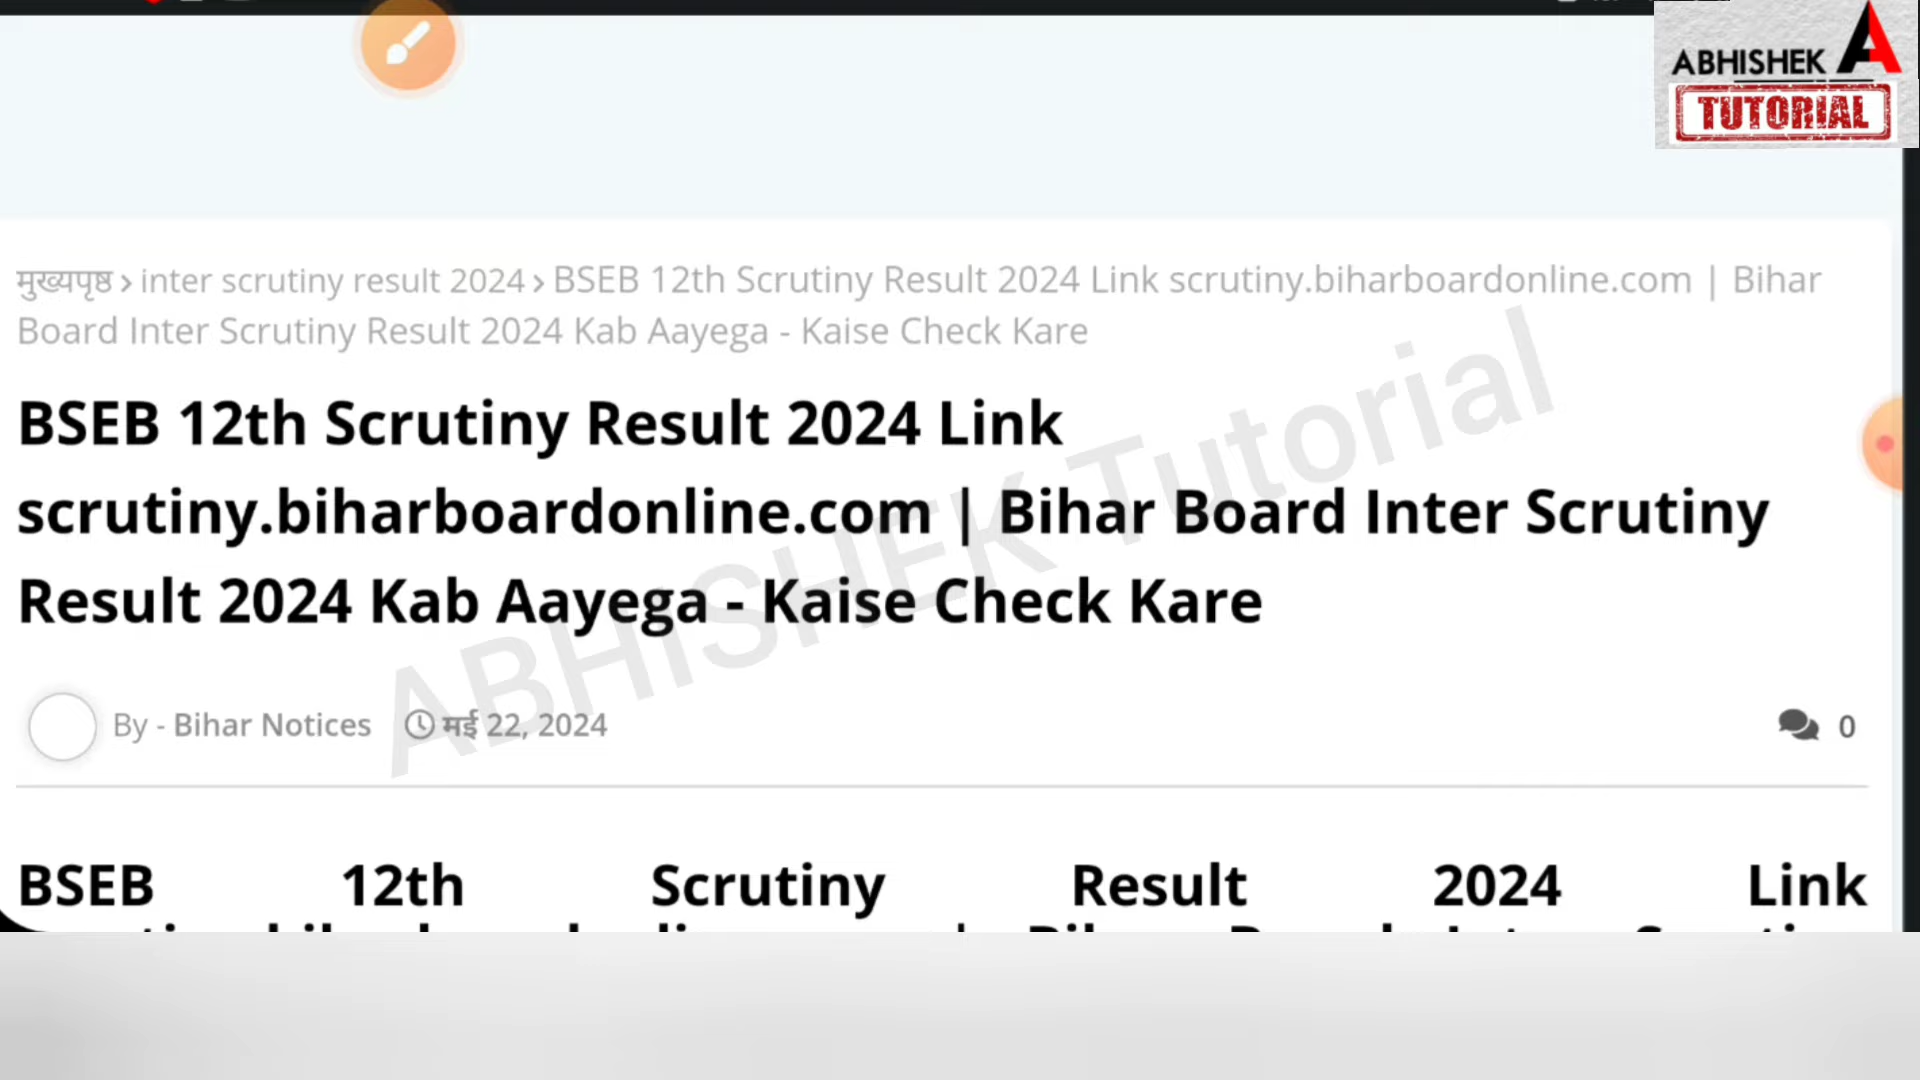 ABHISHEK A
TUTORIAL
मुख्यपृष्ठ › inter scrutiny result 2024 › BSEB 12th Scrutiny Result 2024 Link scrutiny.biharboardonline.com | Bihar
Board Inter Scrutiny Result 2024 Kab Aayega - Kaise Check Kare
BSEB 12th Scrutiny Result 2024 Link
scrutiny.biharboardonline.com | Bihar Board Inter Scrutiny
Result 2024 Kab Aayega - Kaise Check Kare
ABHISHEK Tutorial
By - Bihar Notices मई 22, 2024 0
BSEB 12th Scrutiny Result 2024 Link